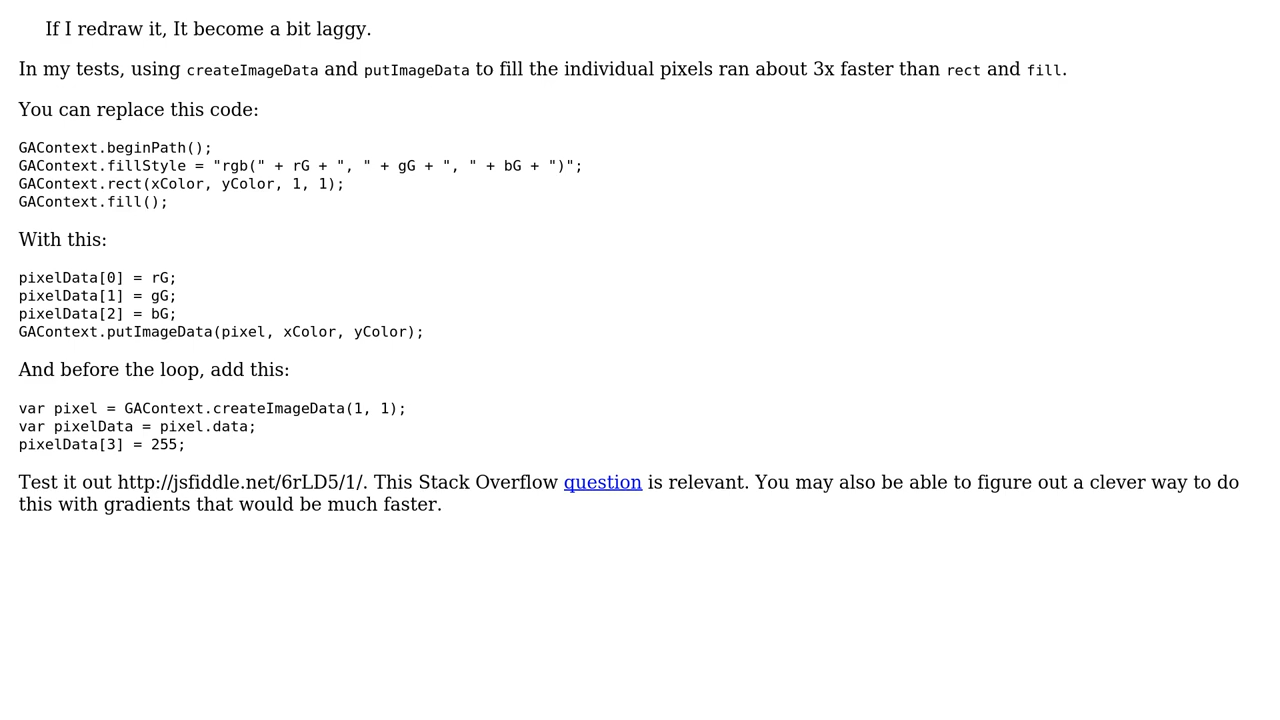 If I redraw it, It become a bit laggy.
In my tests, using createImageData and putImageData to fill the individual pixels ran about 3x faster than rect and fill.
You can replace this code:
GAContext.beginPath();
GAContext.fillStyle = "rgb(" + rG + ", " + gG + ", " + bG + ")";
GAContext.rect(xColor, yColor, 1, 1);
GAContext.fill();
With this:
pixelData[0] = rG;
pixelData[1] = gG;
pixelData[2] = bG;
GAContext.putImageData(pixel, xColor, yColor);
And before the loop, add this:
var pixel = GAContext.createImageData(1, 1);
var pixelData = pixel.data;
pixelData[3] = 255;
Test it out http://jsfiddle.net/6rLD5/1/. This Stack Overflow question is relevant. You may also be able to figure out a clever way to do
this with gradients that would be much faster.